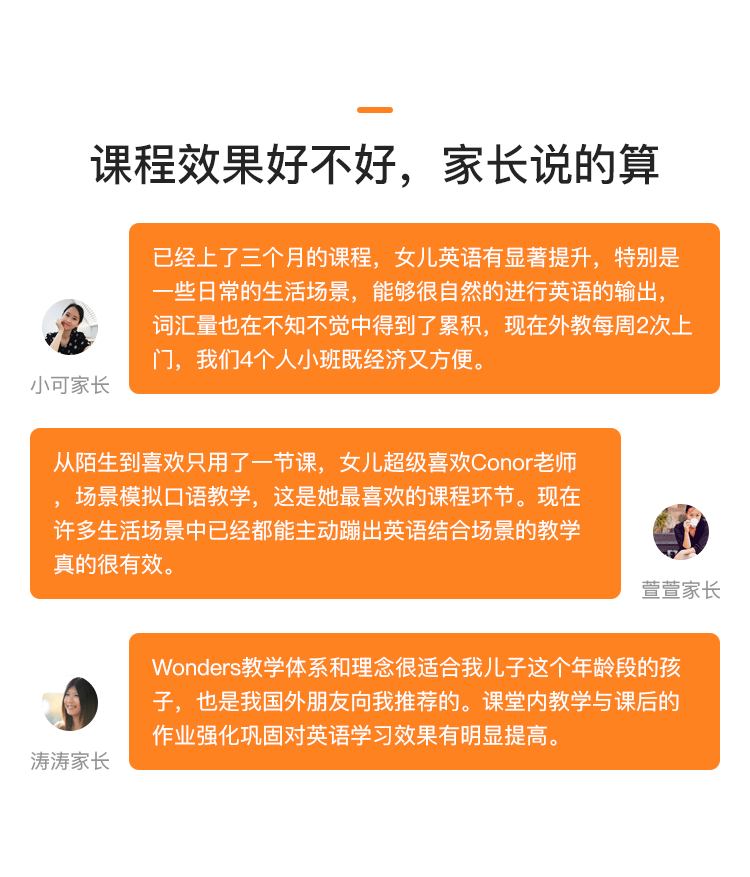 课程效果好不好，家长说的算
已经上了三个月的课程，女儿英语有显著提升，特别是
一些日常的生活场景，能够很自然的进行英语的输出，
词汇量也在不知不觉中得到了累积，现在外教每周2次上
门，我们4个人小班既经济又方便。
小可家长
从陌生到喜欢只用了一节课，女儿超级喜欢Conor老师
，场景模拟口语教学，这是她最喜欢的课程环节。现在
许多生活场景中已经都能主动蹦出英语结合场景的教学
真的很有效。
萱萱家长
Wonders教学体系和理念很适合我儿子这个年龄段的孩
子，也是我国外朋友向我推荐的。课堂内教学与课后的
作业强化巩固对英语学习效果有明显提高。
涛涛家长